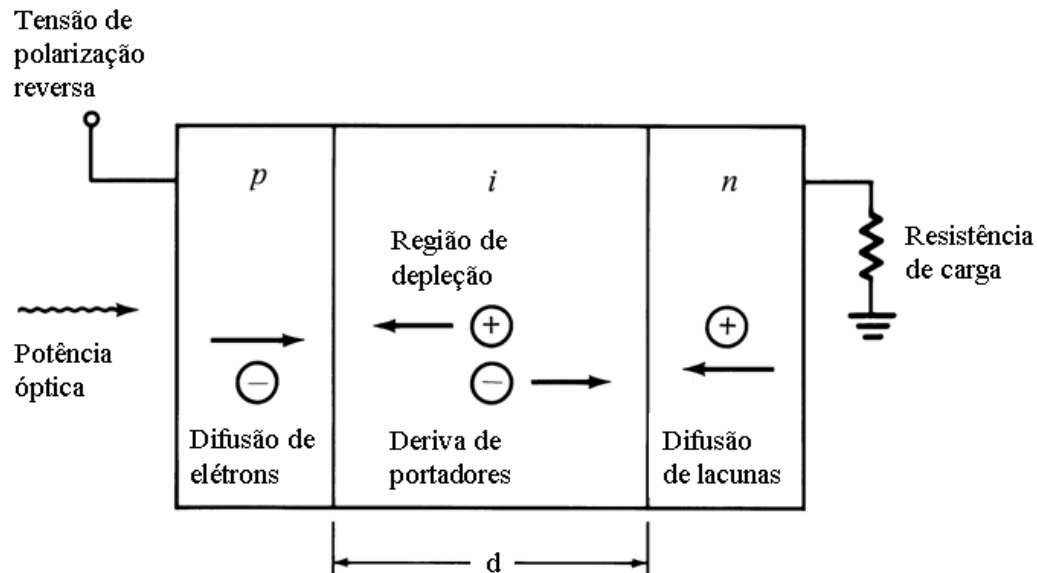 Tensão de
polarização
reversa
p
i
n
Região de
depleção
Resistência
de carga
+
+
Potência
óptica
−
−
Difusão de
elétrons
Deriva de
portadores
Difusão
de lacunas
d